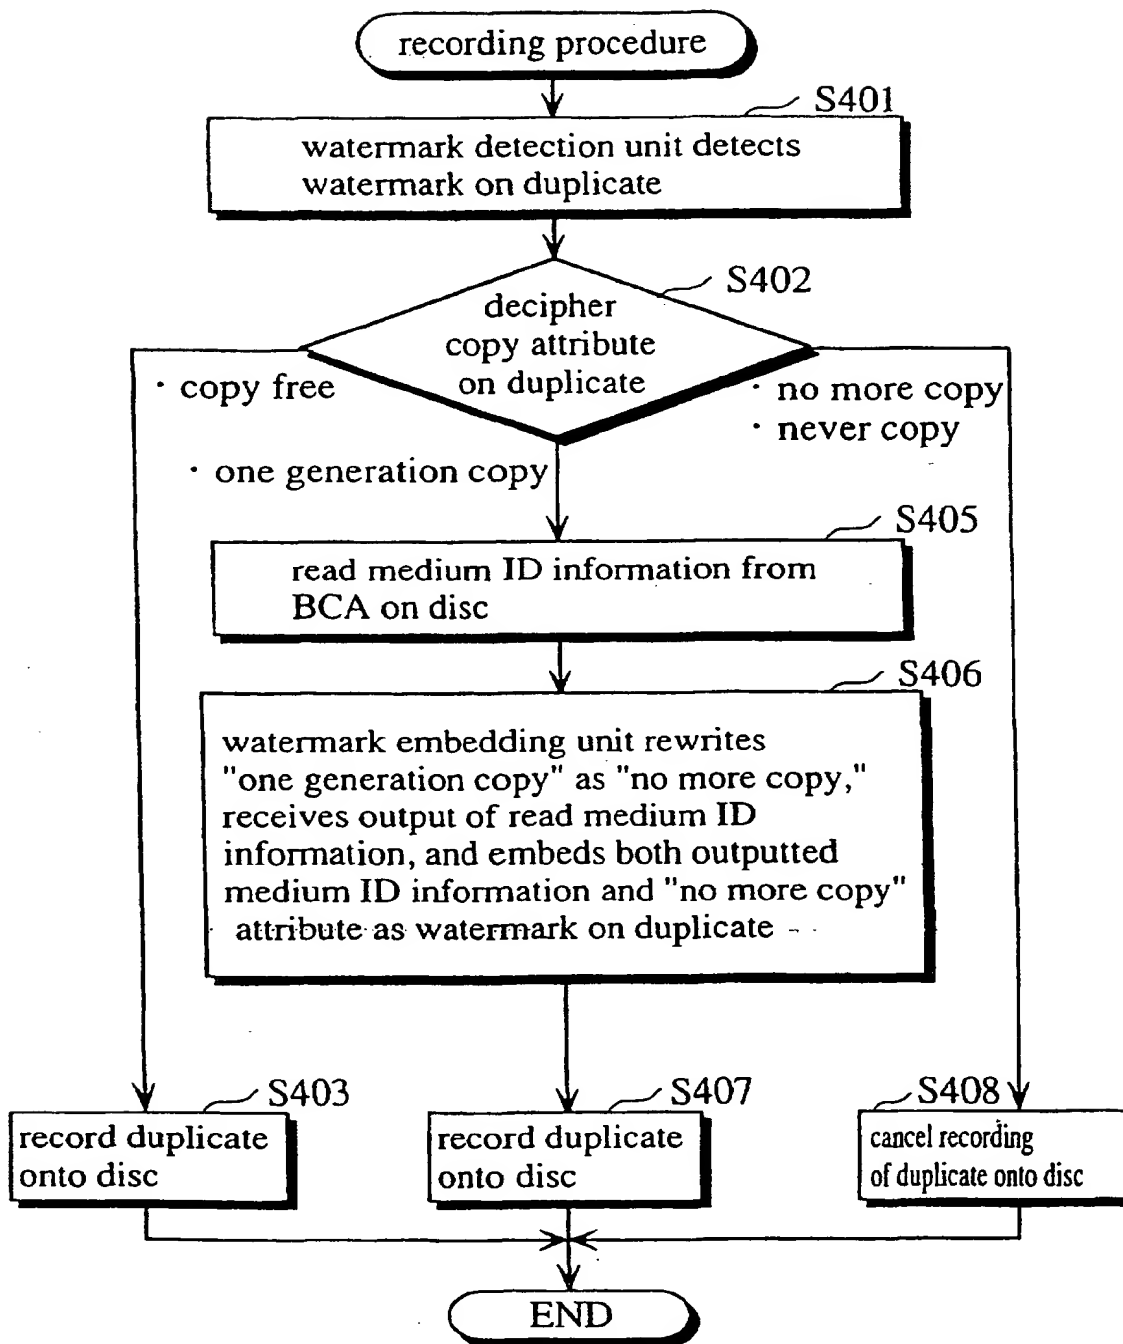 recording procedure
S401
watermark detection unit detects
watermark on duplicate
S402
decipher
copy attribute
on duplicate
· copy free
· no more copy
· never copy
· one generation copy
S405
read medium ID information from
BCA on disc
S406
watermark embedding unit rewrites
"one generation copy" as "no more copy,"
receives output of read medium ID
information, and embeds both outputted
medium ID information and "no more copy"
attribute as watermark on duplicate
S403
record duplicate
onto disc
S407
record duplicate
onto disc
S408
cancel recording
of duplicate onto disc
END